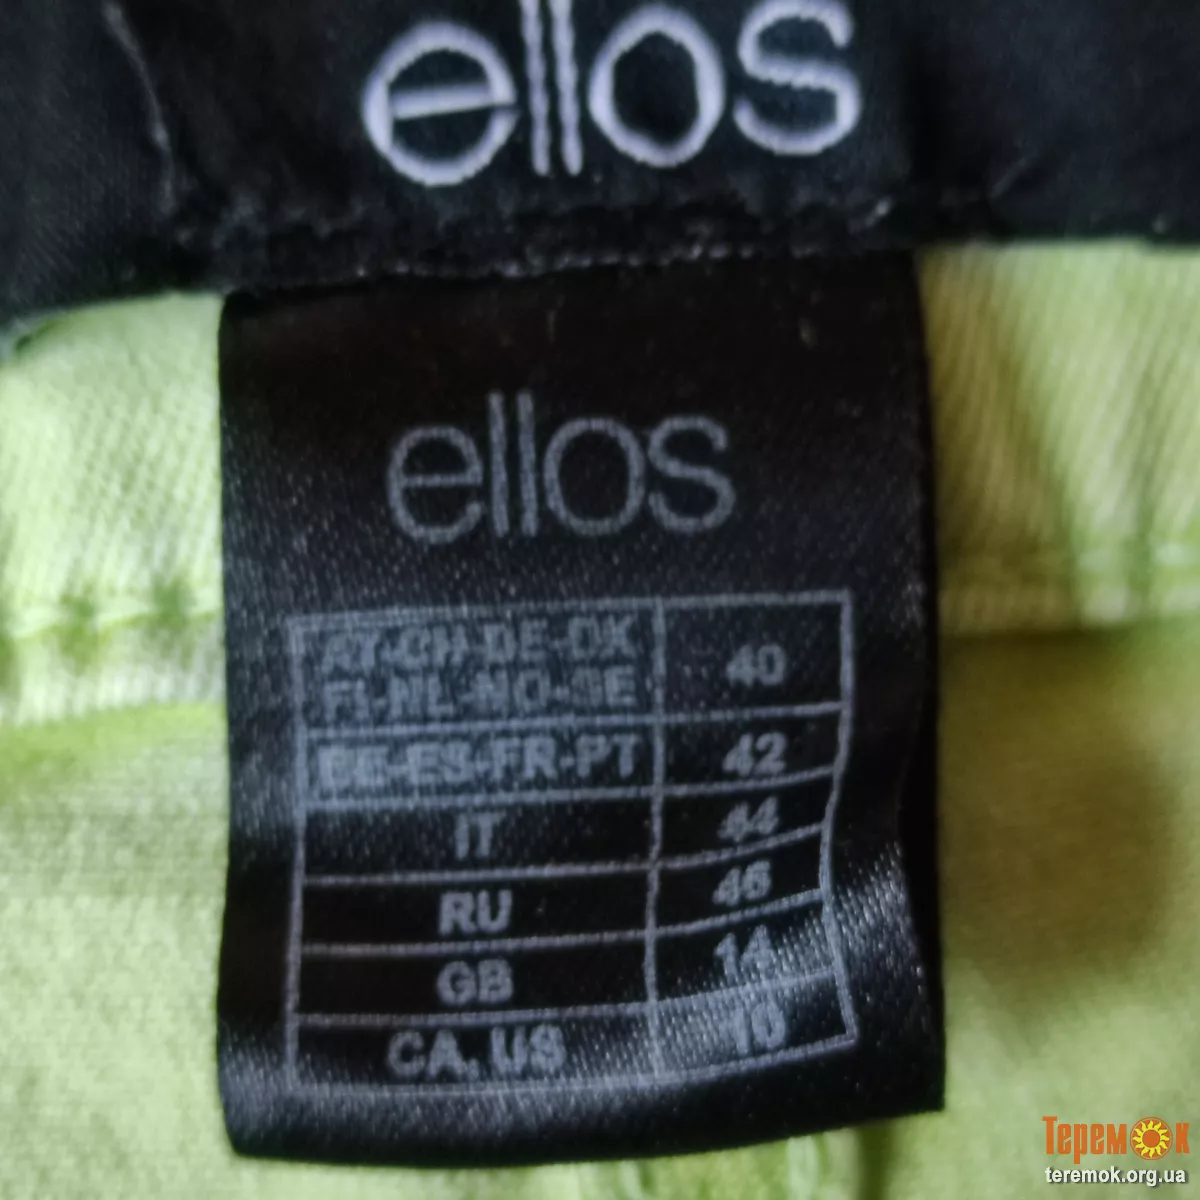 ellos
ellos
AT-CH-DE-DK 40
FI-NL-NO-SE
BE-ES-FR-PT 42
IT 44
RU 46
GB 14
CA, US 10
ТеремОк
teremok.org.ua